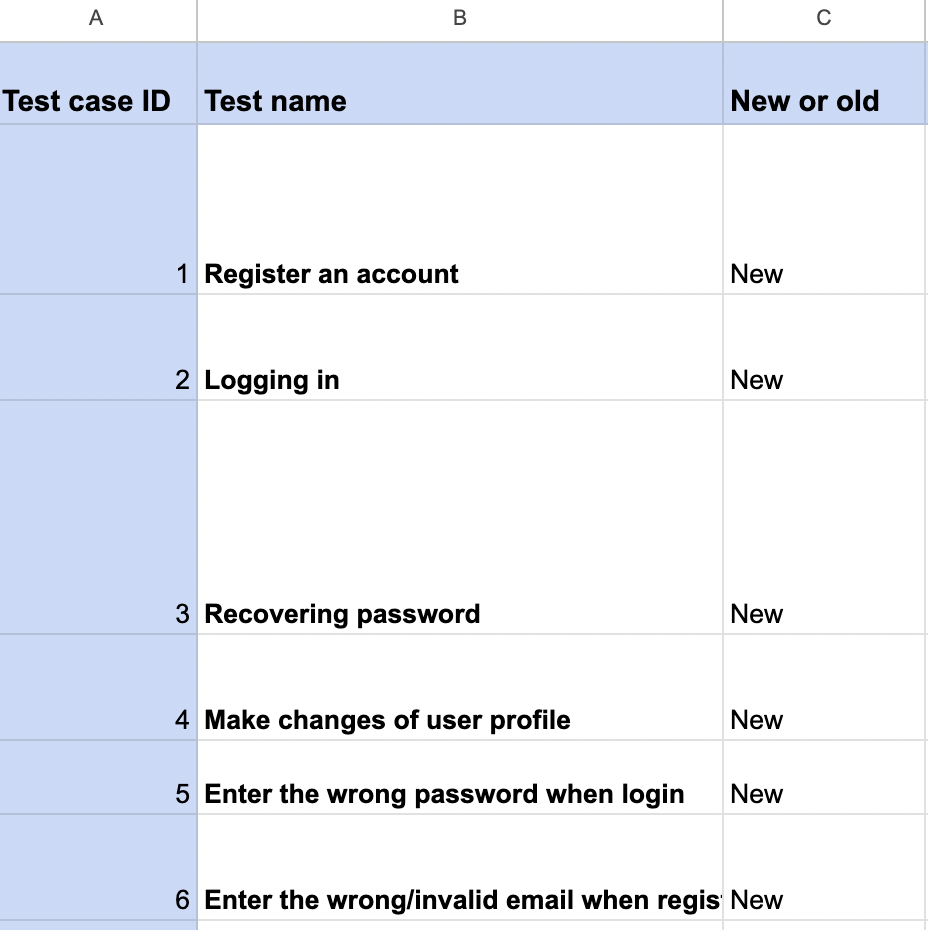 A B C
Test case ID Test name New or old
1 Register an account New
2 Logging in New
3 Recovering password New
4 Make changes of user profile New
5 Enter the wrong password when login New
6 Enter the wrong/invalid email when regis New